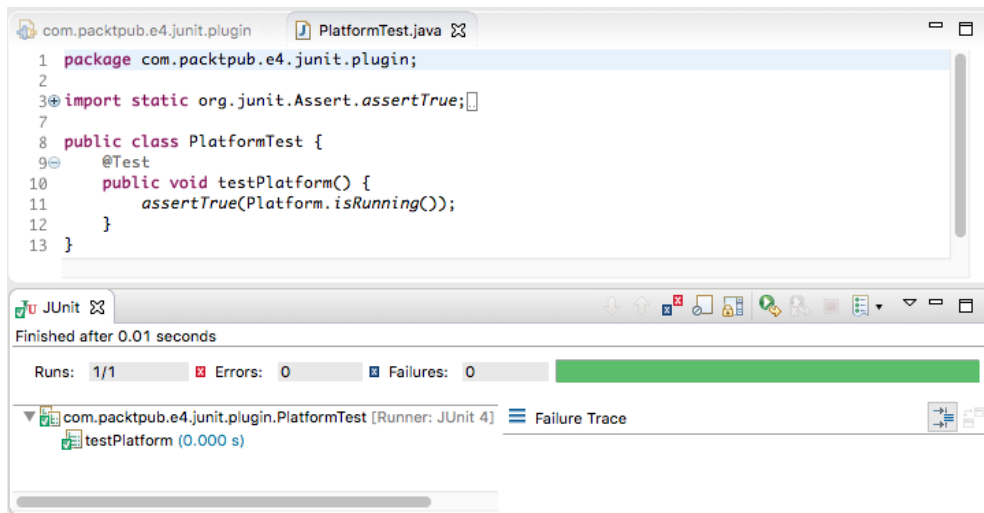 com.packtpub.e4.junit.plugin PlatformTest.java
1 package com.packtpub.e4.junit.plugin;
2
3 import static org.junit.Assert.assertTrue;
7
8 public class PlatformTest {
9 @Test
10 public void testPlatform() {
11 assertTrue(Platform.isRunning());
12 }
13 }
JUnit
Finished after 0.01 seconds
Runs: 1/1 Errors: 0 Failures: 0
com.packtpub.e4.junit.plugin.PlatformTest [Runner: JUnit 4] Failure Trace
testPlatform (0.000 s)